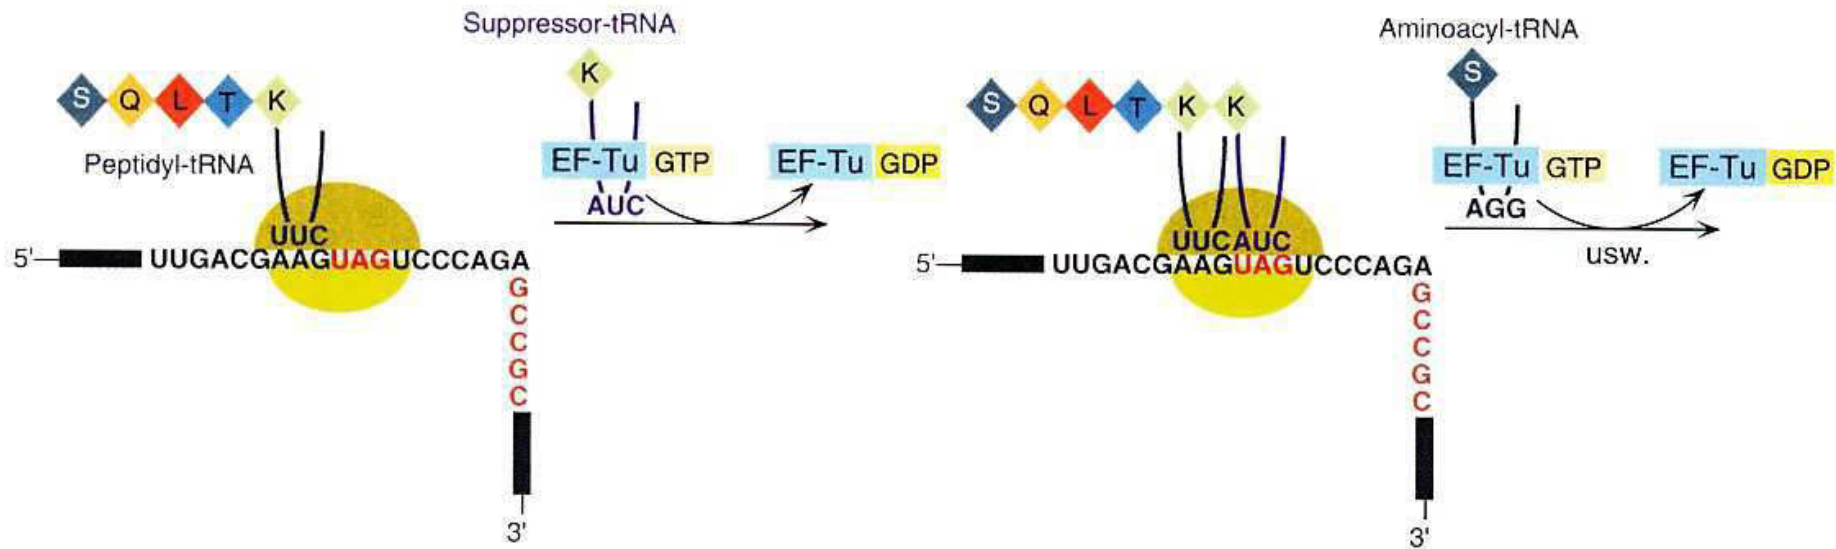 Suppressor-tRNA
K
S Q L T K
Peptidyl-tRNA
EF-Tu GTP
EF-Tu GDP
AUC
UUC
5' UUGACGAAGUAGUCCCAGA
G
C
C
G
C
3'
Aminoacyl-tRNA
S
S Q L T K K
EF-Tu GTP
EF-Tu GDP
AGG
usw.
UUCAUC
5' UUGACGAAGUAGUCCCAGA
G
C
C
G
C
3'